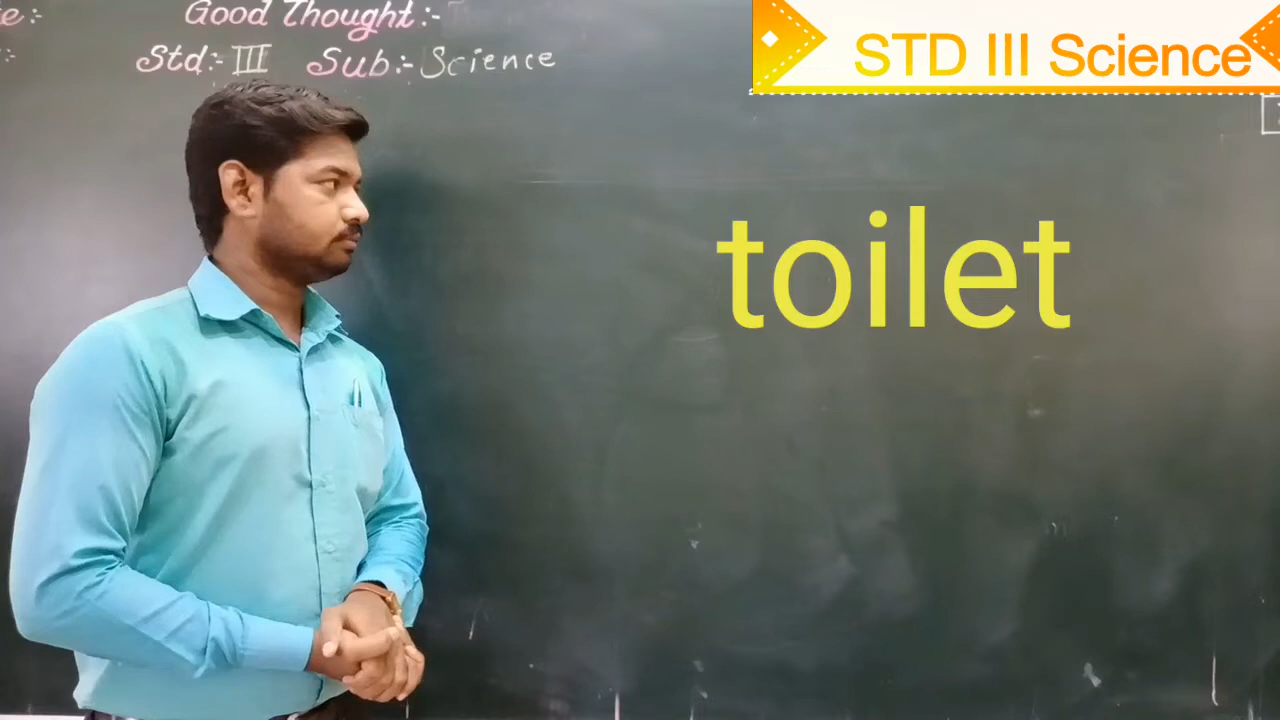 Good Thought:-
Std:- III Sub:- Science
STD III Science
toilet